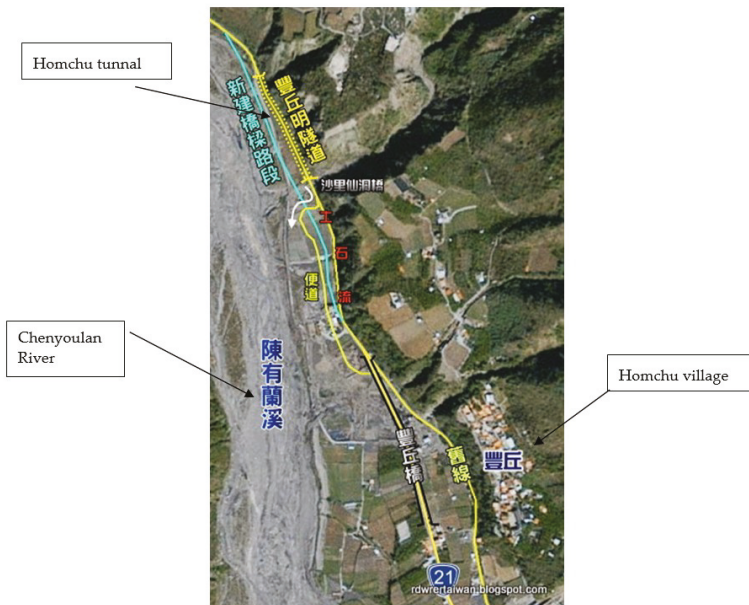 Homchu tunnel
豐丘明隧道
新建橋樑路段
沙里仙洞橋
土石流
便道
Chenyoulan
River
陳有蘭溪
Homchu village
豐丘
豐丘橋
舊線
21
rdwrertaiwan.blogspot.com